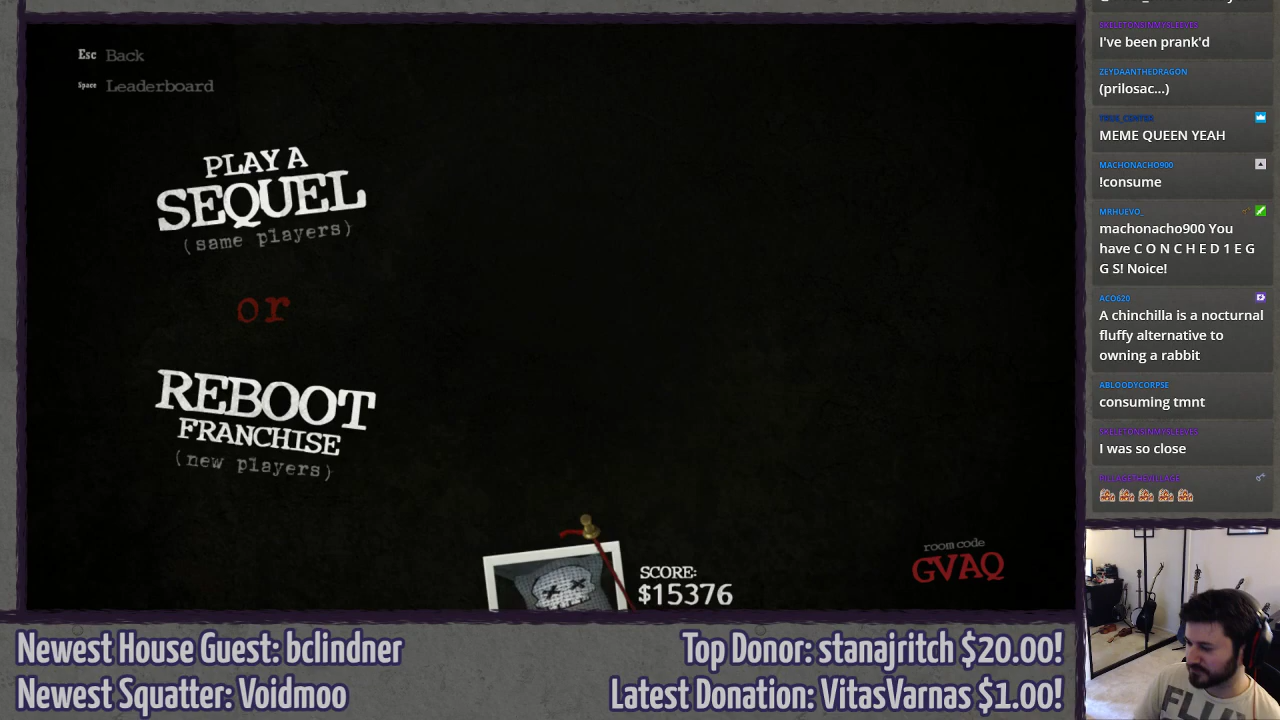 Esc Back
Space Leaderboard
PLAY A
SEQUEL
(same players)
or
REBOOT
FRANCHISE
(new players)
SCORE:
$15376
room code
GVAQ
SKELETONSINMYSLEEVES
I've been prank'd
ZEYDAANTHEDRAGON
(prilosac...)
MEME QUEEN YEAH
MACHONACHO900
!consume
MRHUEVO_
machonacho900 You
have C O N C H E D 1 E G
G S! Noice!
ACO620
A chinchilla is a nocturnal
fluffy alternative to
owning a rabbit
ABLOODYCORPSE
consuming tmnt
SKELETONSINMYSLEEVES
I was so close
Newest House Guest: bclindner
Newest Squatter: Voidmoo
Top Donor: stanajritch $20.00!
Latest Donation: VitasVarnas $1.00!